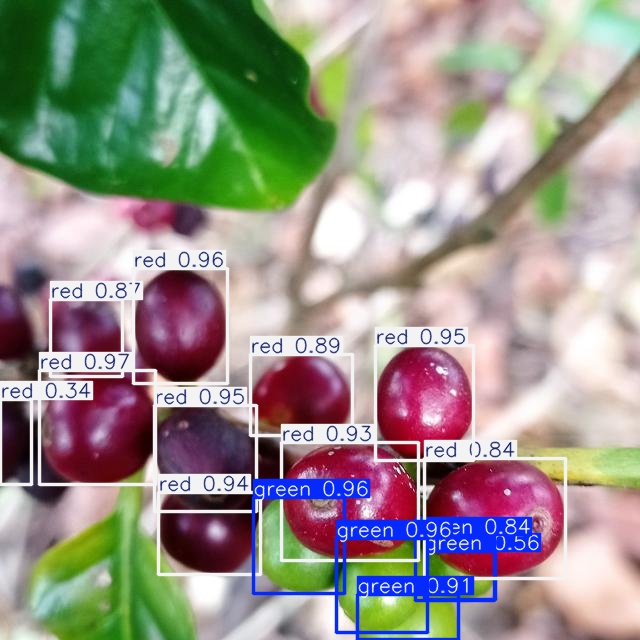 red 0.96
red 0.87
red 0.95
red 0.89
red 0.97
red 0.34
red 0.95
red 0.93
red 0.84
red 0.94
green 0.96
en 0.84
green 0.96
green 0.56
0.91
green